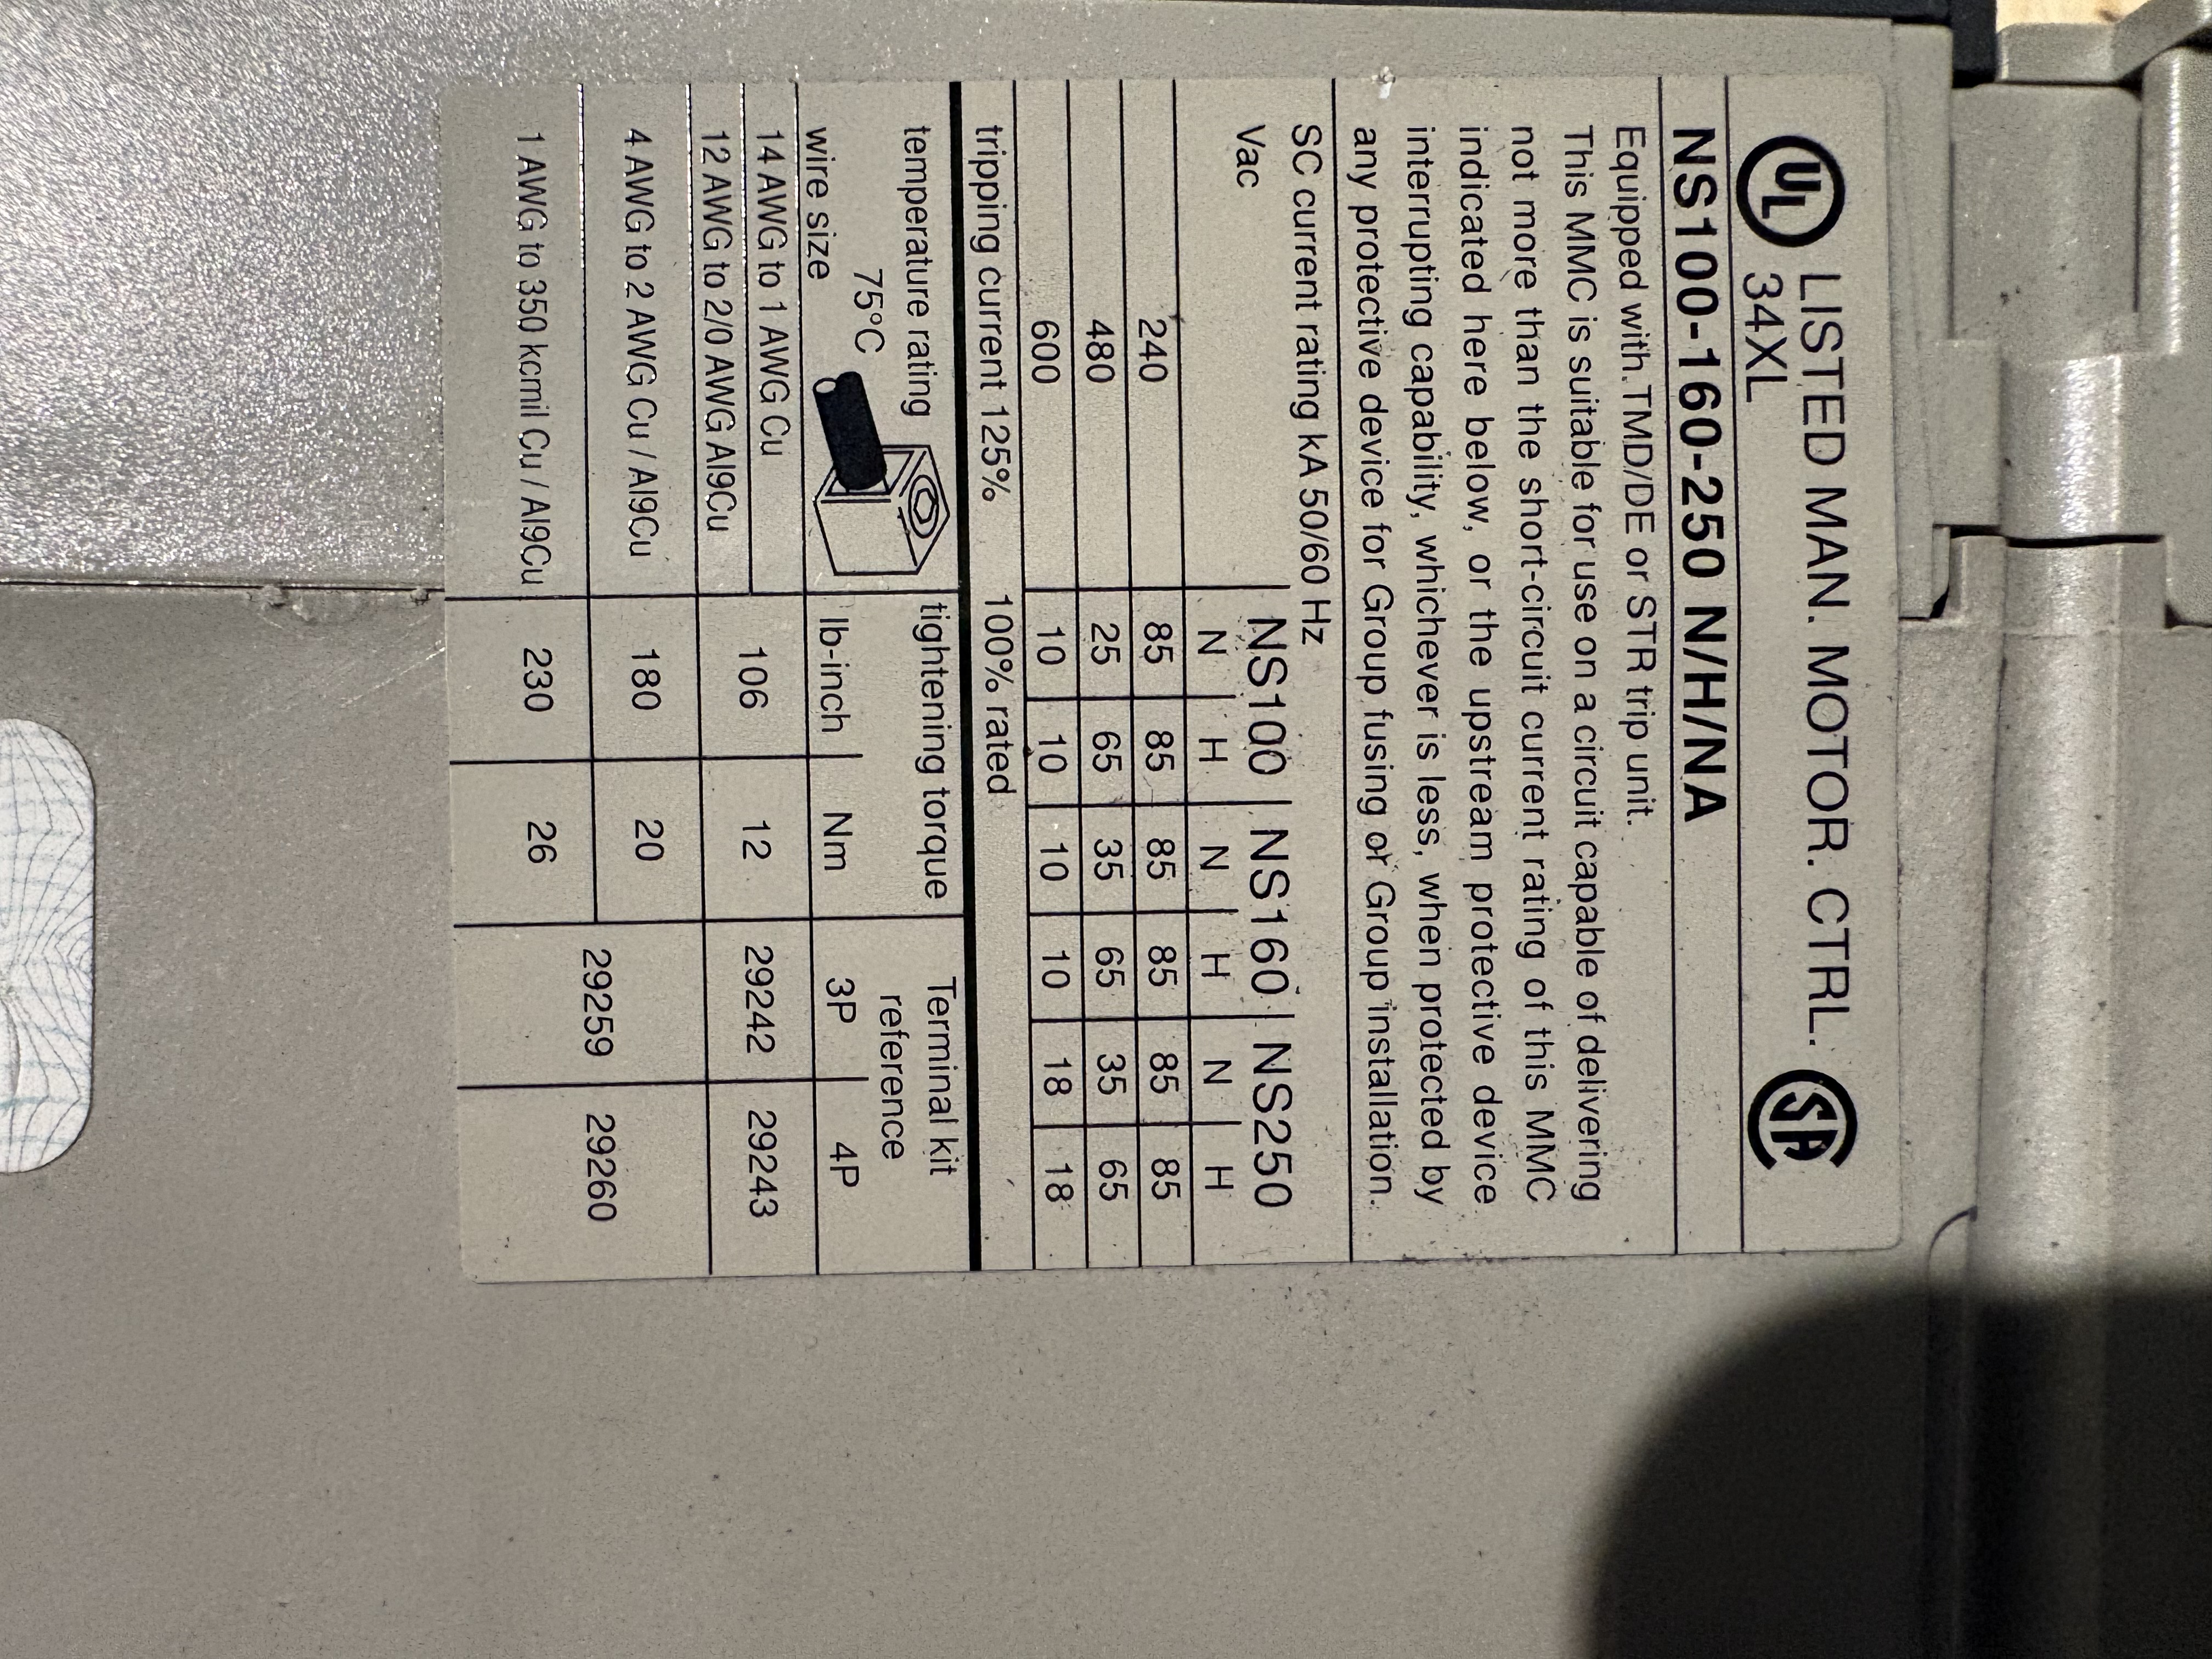 UL LISTED MAN. MOTOR. CTRL. SA
34XL
NS100-160-250 N/H/NA
Equipped with TMD/DE or STR trip unit.
This MMC is suitable for use on a circuit capable of delivering
not more than the short-circuit current rating of this MMC
indicated here below, or the upstream protective device
interrupting capability, whichever is less, when protected by
any protective device for Group fusing or Group installation.
SC current rating kA 50/60 Hz
Vac NS100 NS160 NS250
N H N H N H
240 85 85 85 85 85 85
480 25 65 35 65 35 65
600 10 10 10 10 18 18
tripping current 125% 100% rated
temperature rating tightening torque Terminal kit
75°C reference
wire size lb-inch Nm 3P 4P
14 AWG to 1 AWG Cu 106 12 29242 29243
12 AWG to 2/0 AWG Al9Cu
4 AWG to 2 AWG Cu / Al9Cu 180 20 29259 29260
1 AWG to 350 kcmil Cu / Al9Cu 230 26